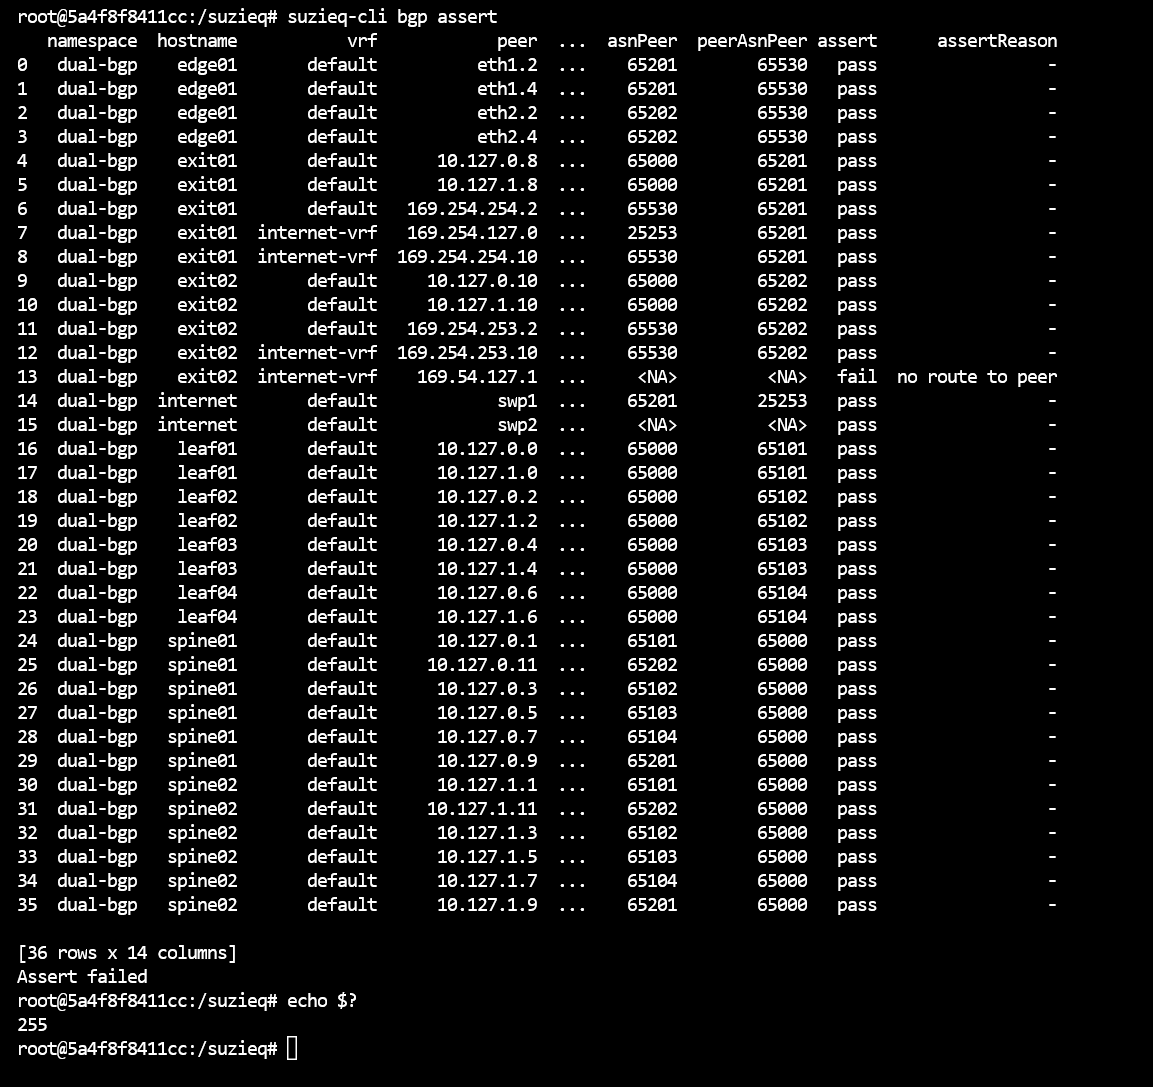 root@5a4f8f8411cc:/suzieq# suzieq-cli bgp assert
namespace hostname vrf peer ... asnPeer peerAsnPeer assert assertReason
0 dual-bgp edge01 default eth1.2 ... 65201 65530 pass -
1 dual-bgp edge01 default eth1.4 ... 65201 65530 pass -
2 dual-bgp edge01 default eth2.2 ... 65202 65530 pass -
3 dual-bgp edge01 default eth2.4 ... 65202 65530 pass -
4 dual-bgp exit01 default 10.127.0.8 ... 65000 65201 pass -
5 dual-bgp exit01 default 10.127.1.8 ... 65000 65201 pass -
6 dual-bgp exit01 default 169.254.254.2 ... 65530 65201 pass -
7 dual-bgp exit01 internet-vrf 169.254.127.0 ... 25253 65201 pass -
8 dual-bgp exit01 internet-vrf 169.254.254.10 ... 65530 65201 pass -
9 dual-bgp exit02 default 10.127.0.10 ... 65000 65202 pass -
10 dual-bgp exit02 default 10.127.1.10 ... 65000 65202 pass -
11 dual-bgp exit02 default 169.254.253.2 ... 65530 65202 pass -
12 dual-bgp exit02 internet-vrf 169.254.253.10 ... 65530 65202 pass -
13 dual-bgp exit02 internet-vrf 169.54.127.1 ... <NA> <NA> fail no route to peer
14 dual-bgp internet default swp1 ... 65201 25253 pass -
15 dual-bgp internet default swp2 ... <NA> <NA> pass -
16 dual-bgp leaf01 default 10.127.0.0 ... 65000 65101 pass -
17 dual-bgp leaf01 default 10.127.1.0 ... 65000 65101 pass -
18 dual-bgp leaf02 default 10.127.0.2 ... 65000 65102 pass -
19 dual-bgp leaf02 default 10.127.1.2 ... 65000 65102 pass -
20 dual-bgp leaf03 default 10.127.0.4 ... 65000 65103 pass -
21 dual-bgp leaf03 default 10.127.1.4 ... 65000 65103 pass -
22 dual-bgp leaf04 default 10.127.0.6 ... 65000 65104 pass -
23 dual-bgp leaf04 default 10.127.1.6 ... 65000 65104 pass -
24 dual-bgp spine01 default 10.127.0.1 ... 65101 65000 pass -
25 dual-bgp spine01 default 10.127.0.11 ... 65202 65000 pass -
26 dual-bgp spine01 default 10.127.0.3 ... 65102 65000 pass -
27 dual-bgp spine01 default 10.127.0.5 ... 65103 65000 pass -
28 dual-bgp spine01 default 10.127.0.7 ... 65104 65000 pass -
29 dual-bgp spine01 default 10.127.0.9 ... 65201 65000 pass -
30 dual-bgp spine02 default 10.127.1.1 ... 65101 65000 pass -
31 dual-bgp spine02 default 10.127.1.11 ... 65202 65000 pass -
32 dual-bgp spine02 default 10.127.1.3 ... 65102 65000 pass -
33 dual-bgp spine02 default 10.127.1.5 ... 65103 65000 pass -
34 dual-bgp spine02 default 10.127.1.7 ... 65104 65000 pass -
35 dual-bgp spine02 default 10.127.1.9 ... 65201 65000 pass -
[36 rows x 14 columns]
Assert failed
root@5a4f8f8411cc:/suzieq# echo $?
255
root@5a4f8f8411cc:/suzieq#